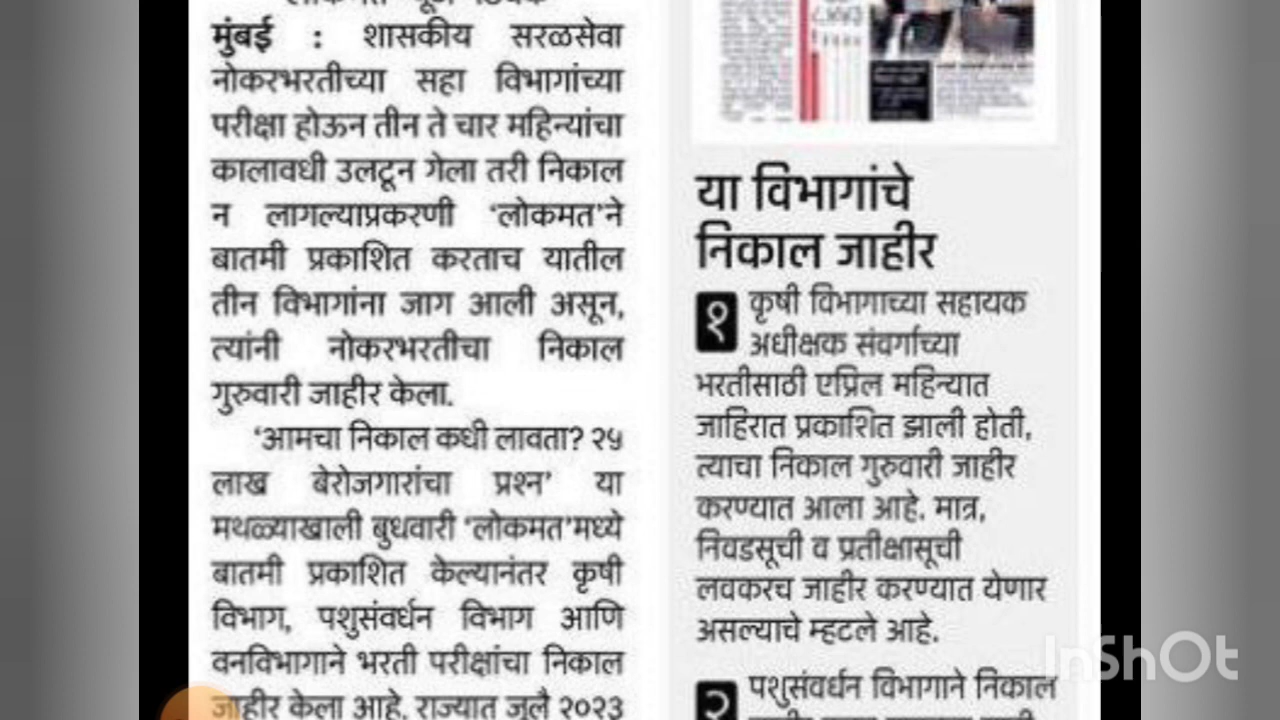 मुंबई : शासकीय सरळसेवा
नोकरभरतीच्या सहा विभागांच्या
परीक्षा होऊन तीन ते चार महिन्यांचा
कालावधी उलटून गेला तरी निकाल
न लागल्याप्रकरणी ‘लोकमत’ने
बातमी प्रकाशित करताच यातील
तीन विभागांना जाग आली असून,
त्यांनी नोकरभरतीचा निकाल
गुरुवारी जाहीर केला.
‘आमचा निकाल कधी लावता? २५
लाख बेरोजगारांचा प्रश्न’ या
मथळ्याखाली बुधवारी ‘लोकमत’मध्ये
बातमी प्रकाशित केल्यानंतर कृषी
विभाग, पशुसंवर्धन विभाग आणि
वनविभागाने भरती परीक्षांचा निकाल
जाहीर केला आहे. राज्यात जुलै २०२३
या विभागांचे
निकाल जाहीर
१ कृषी विभागाच्या सहायक
अधीक्षक संवर्गाच्या
भरतीसाठी एप्रिल महिन्यात
जाहिरात प्रकाशित झाली होती,
त्याचा निकाल गुरुवारी जाहीर
करण्यात आला आहे. मात्र,
निवडसूची व प्रतीक्षासूची
लवकरच जाहीर करण्यात येणार
असल्याचे म्हटले आहे.
२ पशुसंवर्धन विभागाने निकाल
InShOt